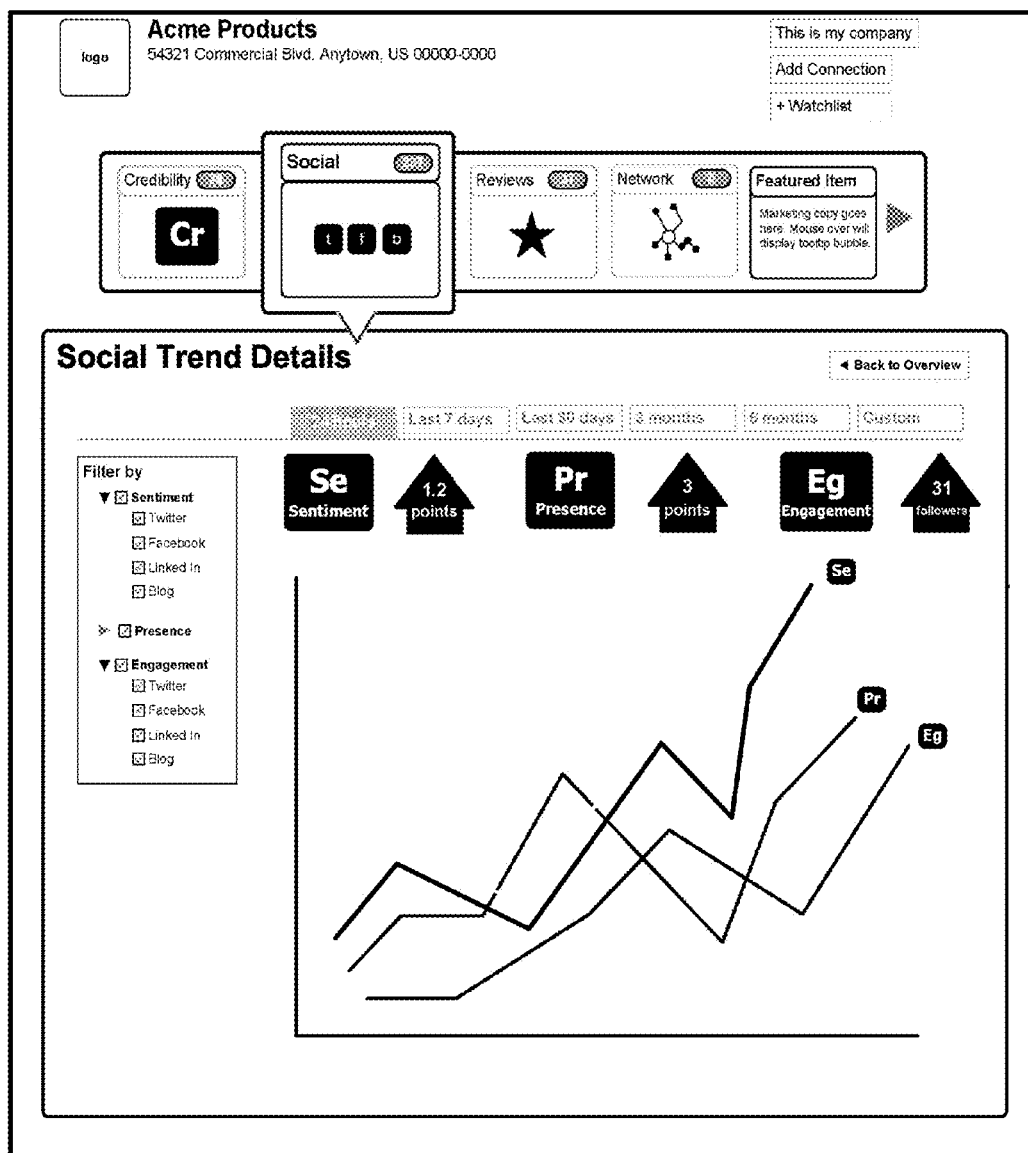 logo
Acme Products
54321 Commercial Blvd. Anytown, US 00000-0000
This is my company
Add Connection
+ Watchlist
Credibility
Cr
Social
t f b
Reviews
Network
Featured Item
Marketing copy goes
here. Mouse over will
display tooltip bubble.
Social Trend Details
◄ Back to Overview
Last 7 days
Last 30 days
3 months
6 months
Custom
Filter by
Sentiment
Twitter
Facebook
Linked In
Blog
Presence
Engagement
Twitter
Facebook
Linked In
Blog
Se
Sentiment
1.2
points
Pr
Presence
3
points
Eg
Engagement
31
followers
Se
Pr
Eg